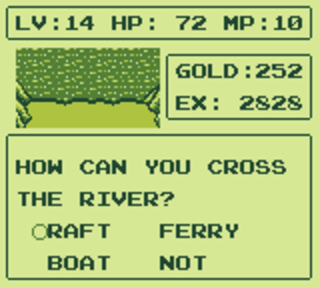 LV:14 HP: 72 MP:10
GOLD:252
EX: 2828
HOW CAN YOU CROSS
THE RIVER?
RAFT FERRY
BOAT NOT